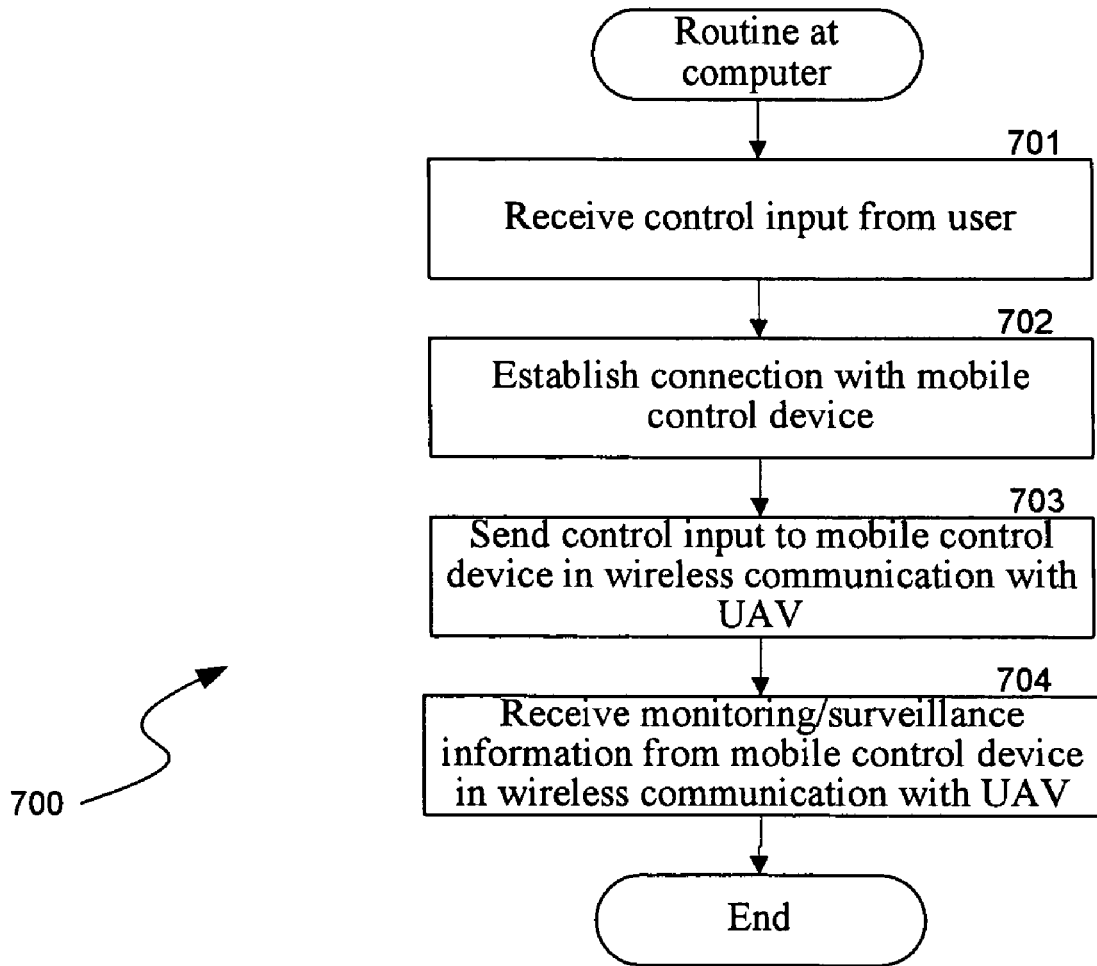 Routine at
computer
701
Receive control input from user
702
Establish connection with mobile
control device
703
Send control input to mobile control
device in wireless communication with
UAV
704
Receive monitoring/surveillance
information from mobile control device
in wireless communication with UAV
700
End